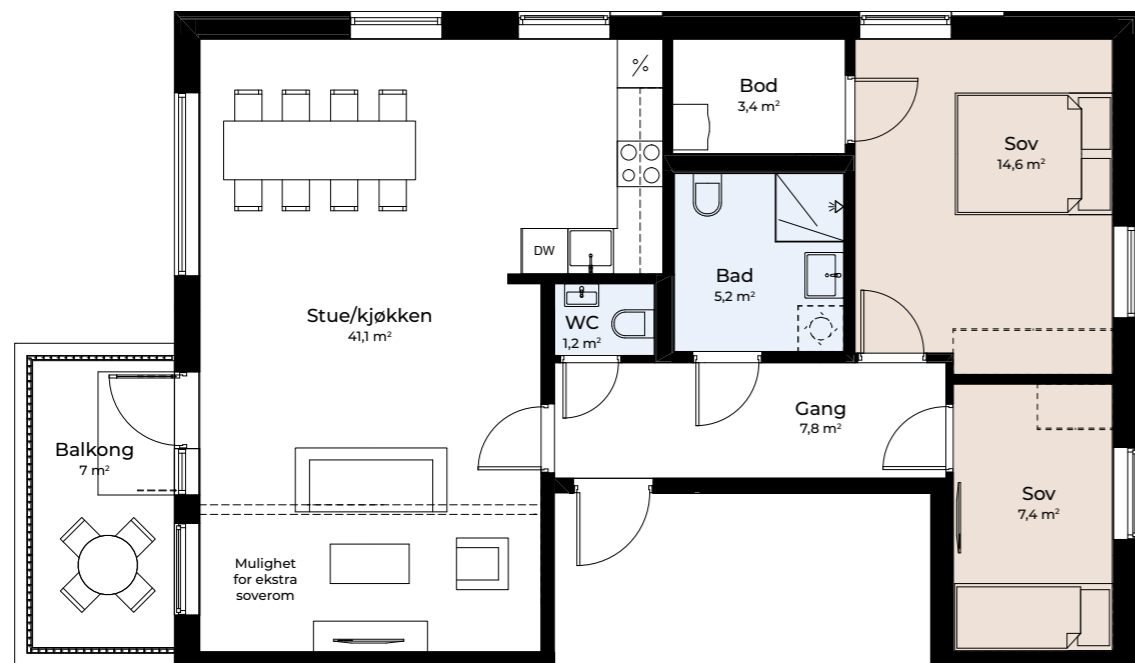 %
Bod
3,4 m²
Sov
14,6 m²
DW
Bad
5,2 m²
Stue/kjøkken
41,1 m²
WC
1,2 m²
Gang
7,8 m²
Balkong
7 m²
Sov
7,4 m²
Mulighet
for ekstra
soverom